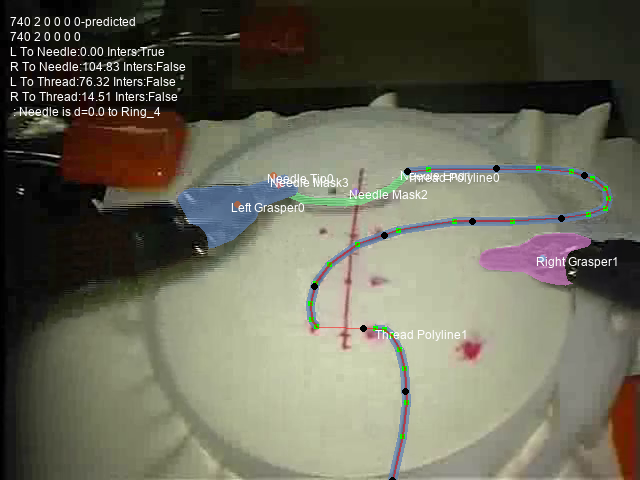 740 2 0 0 0 0-predicted
740 2 0 0 0 0
L To Needle:0.00 Inters:True
R To Needle:104.83 Inters:False
L To Thread:76.32 Inters:False
R To Thread:14.51 Inters:False
: Needle is d=0.0 to Ring_4
Needle Tip0
Needle Mask3
Thread Polyline0
Needle Mask2
Left Grasper0
Right Grasper1
Thread Polyline1